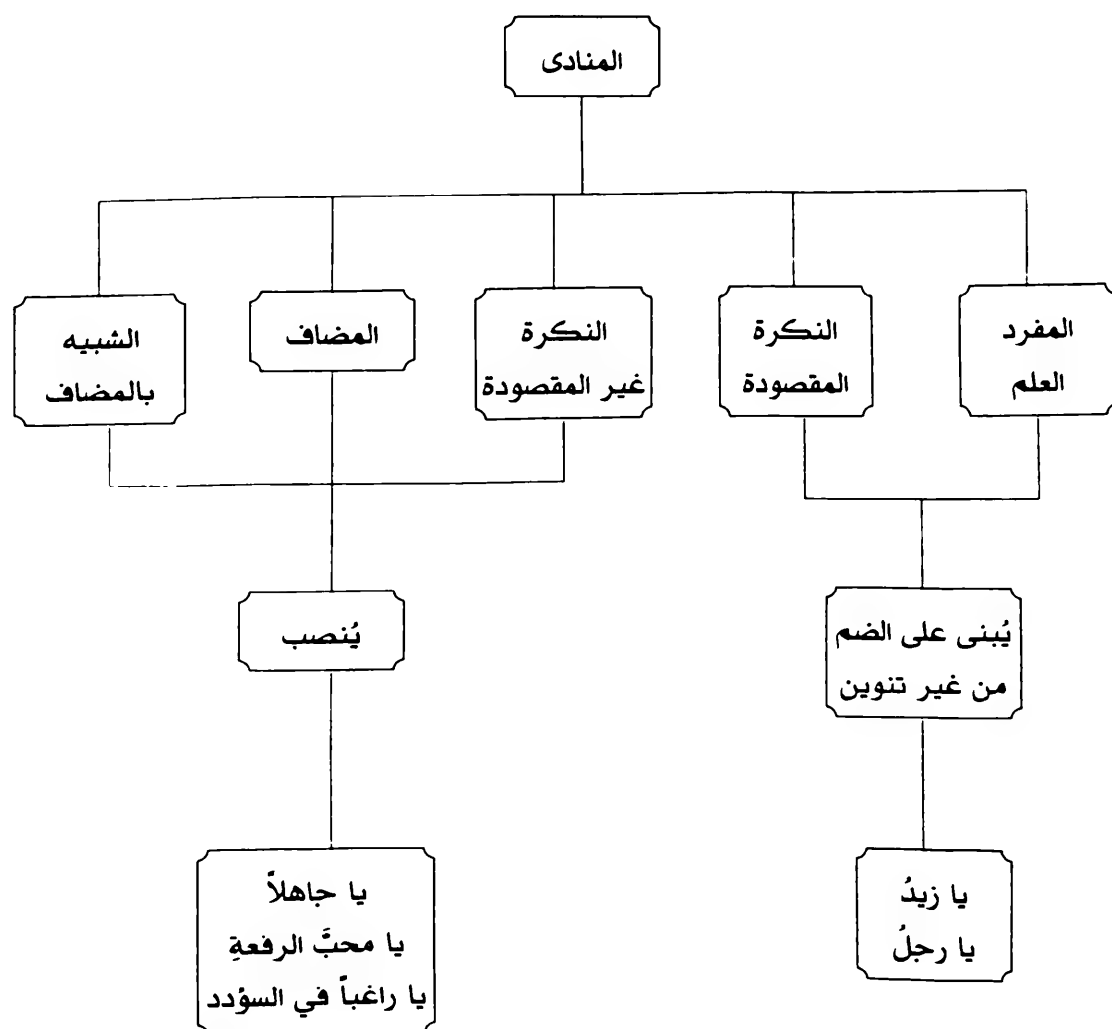 المنادى
المفرد
العلم
النكرة
المقصودة
النكرة
غير المقصودة
المضاف
الشبيه
بالمضاف
يُبنى على الضم
من غير تنوين
يُنصب
يا زيدُ
يا رجلُ
يا جاهلاً
يا محبَّ الرفعةِ
يا راغباً في السؤدد